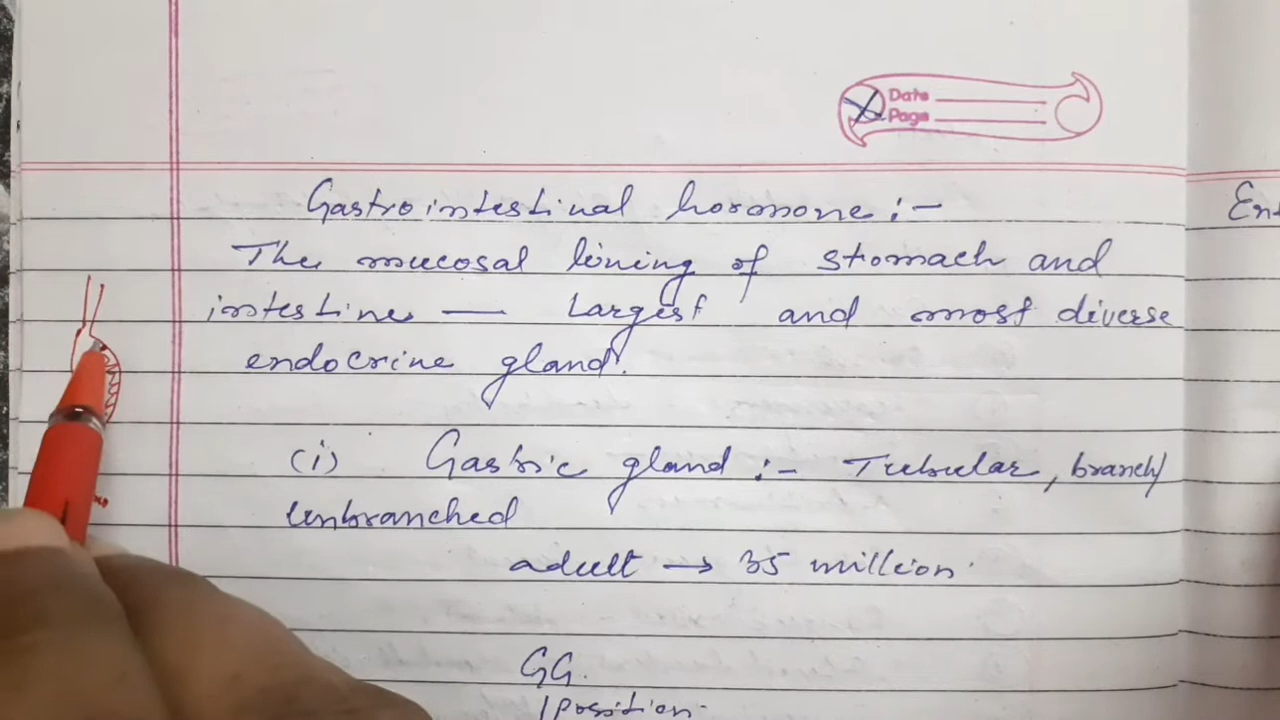 Date
Page
Gastrointestinal hormone :-
The mucosal lining of stomach and
intestine — Largest and most diverse
endocrine gland.
(i) Gastric gland :- Tubular, branch/
unbranched
adult → 35 million.
GG.
position